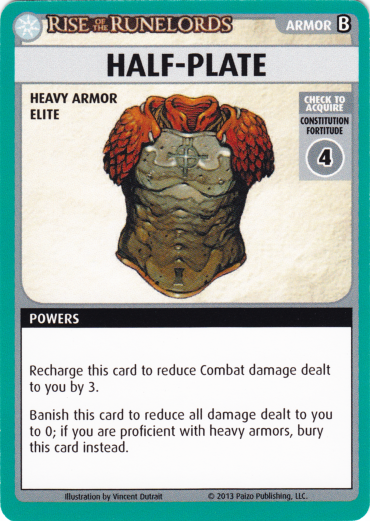 RISE OF THE RUNELORDS
ARMOR B
HALF-PLATE
HEAVY ARMOR
ELITE
CHECK TO
ACQUIRE
CONSTITUTION
FORTITUDE
4
POWERS
Recharge this card to reduce Combat damage dealt
to you by 3.
Banish this card to reduce all damage dealt to you
to 0; if you are proficient with heavy armors, bury
this card instead.
Illustration by Vincent Dutrait
© 2013 Paizo Publishing, LLC.